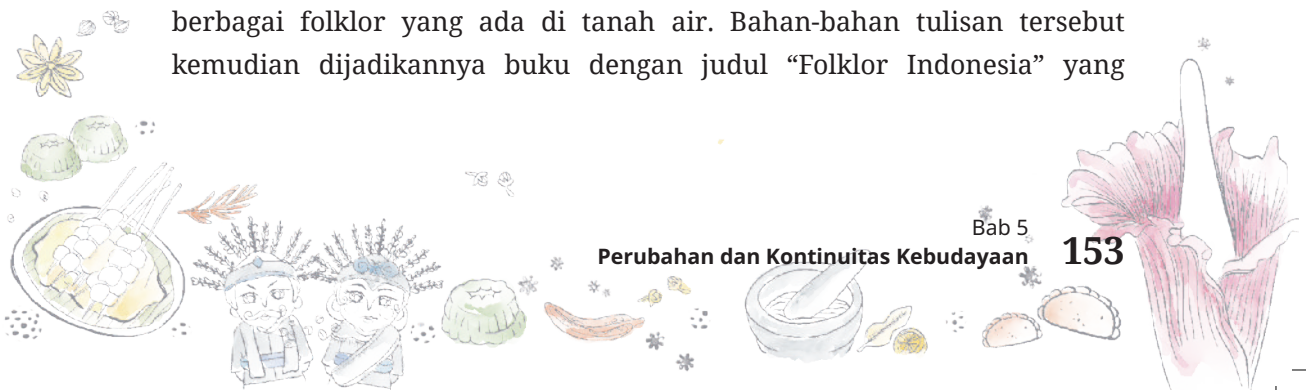 berbagai folklor yang ada di tanah air. Bahan-bahan tulisan tersebut
kemudian dijadikannya buku dengan judul “Folklor Indonesia” yang
Bab 5
Perubahan dan Kontinuitas Kebudayaan
153